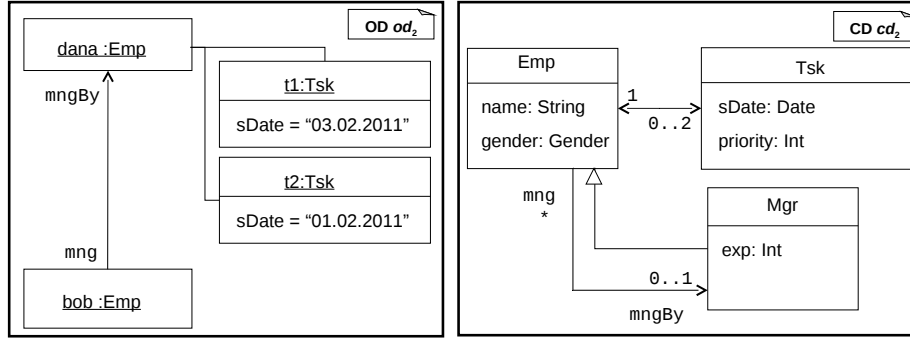 OD od₂
dana :Emp
mngBy
t1:Tsk
sDate = “03.02.2011”
t2:Tsk
sDate = “01.02.2011”
mng
bob :Emp
CD cd₂
Emp
name: String
gender: Gender
1
0..2
Tsk
sDate: Date
priority: Int
mng
*
Mgr
exp: Int
0..1
mngBy